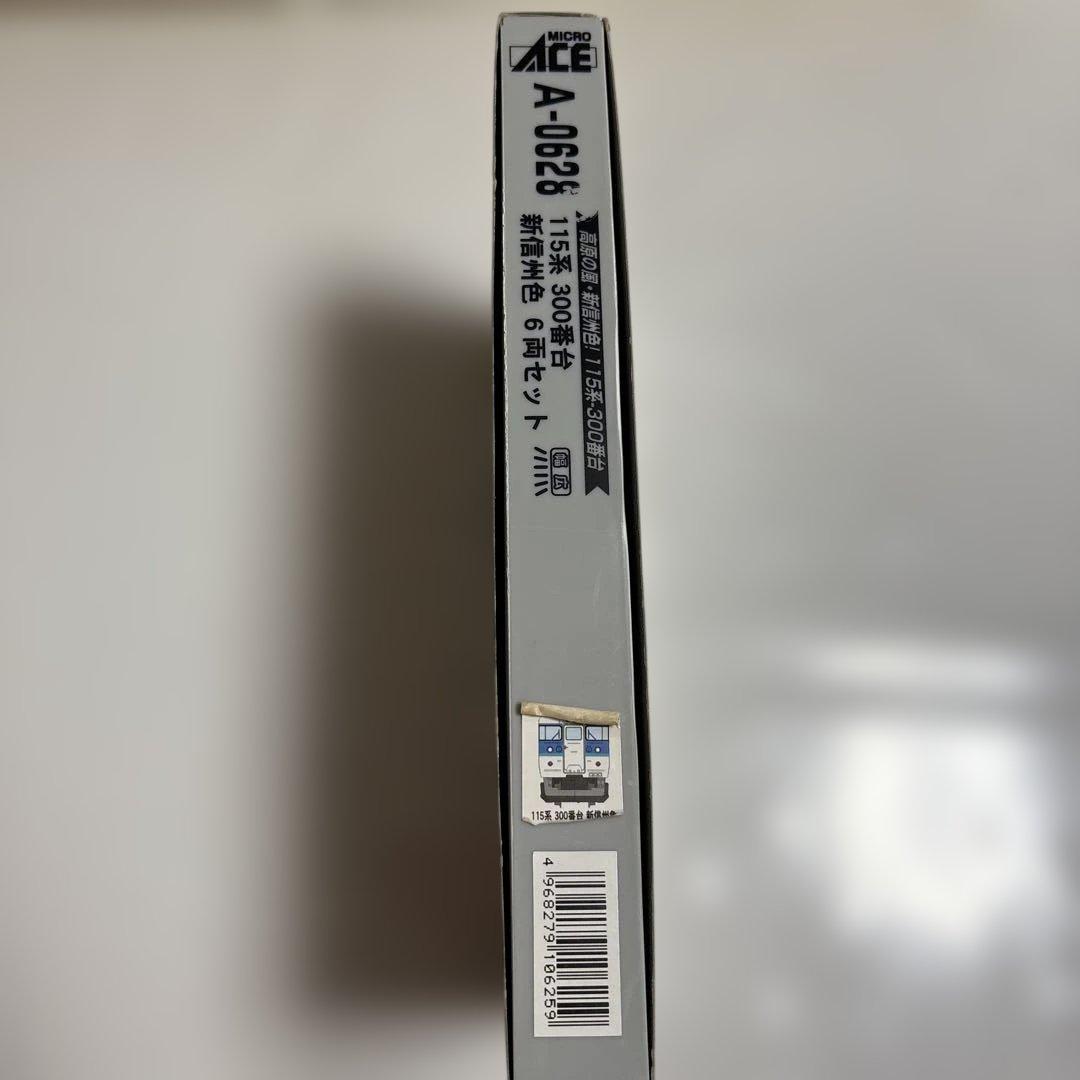 MICRO
ACE
A-0628
高原の風・新信州色! 115系-300番台
115系 300番台
新信州色 6両セット
幅広
115系 300番台 新信州色
4 968279 106259